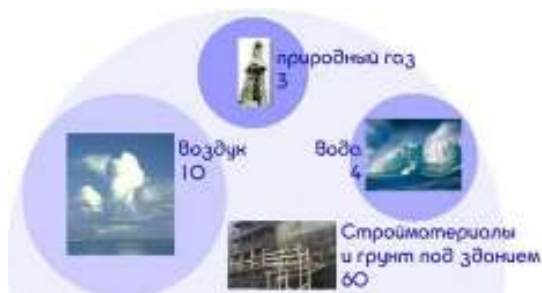 природный газ
3
воздух
10
вода
4
Стройматериалы
и грунт под зданием
60